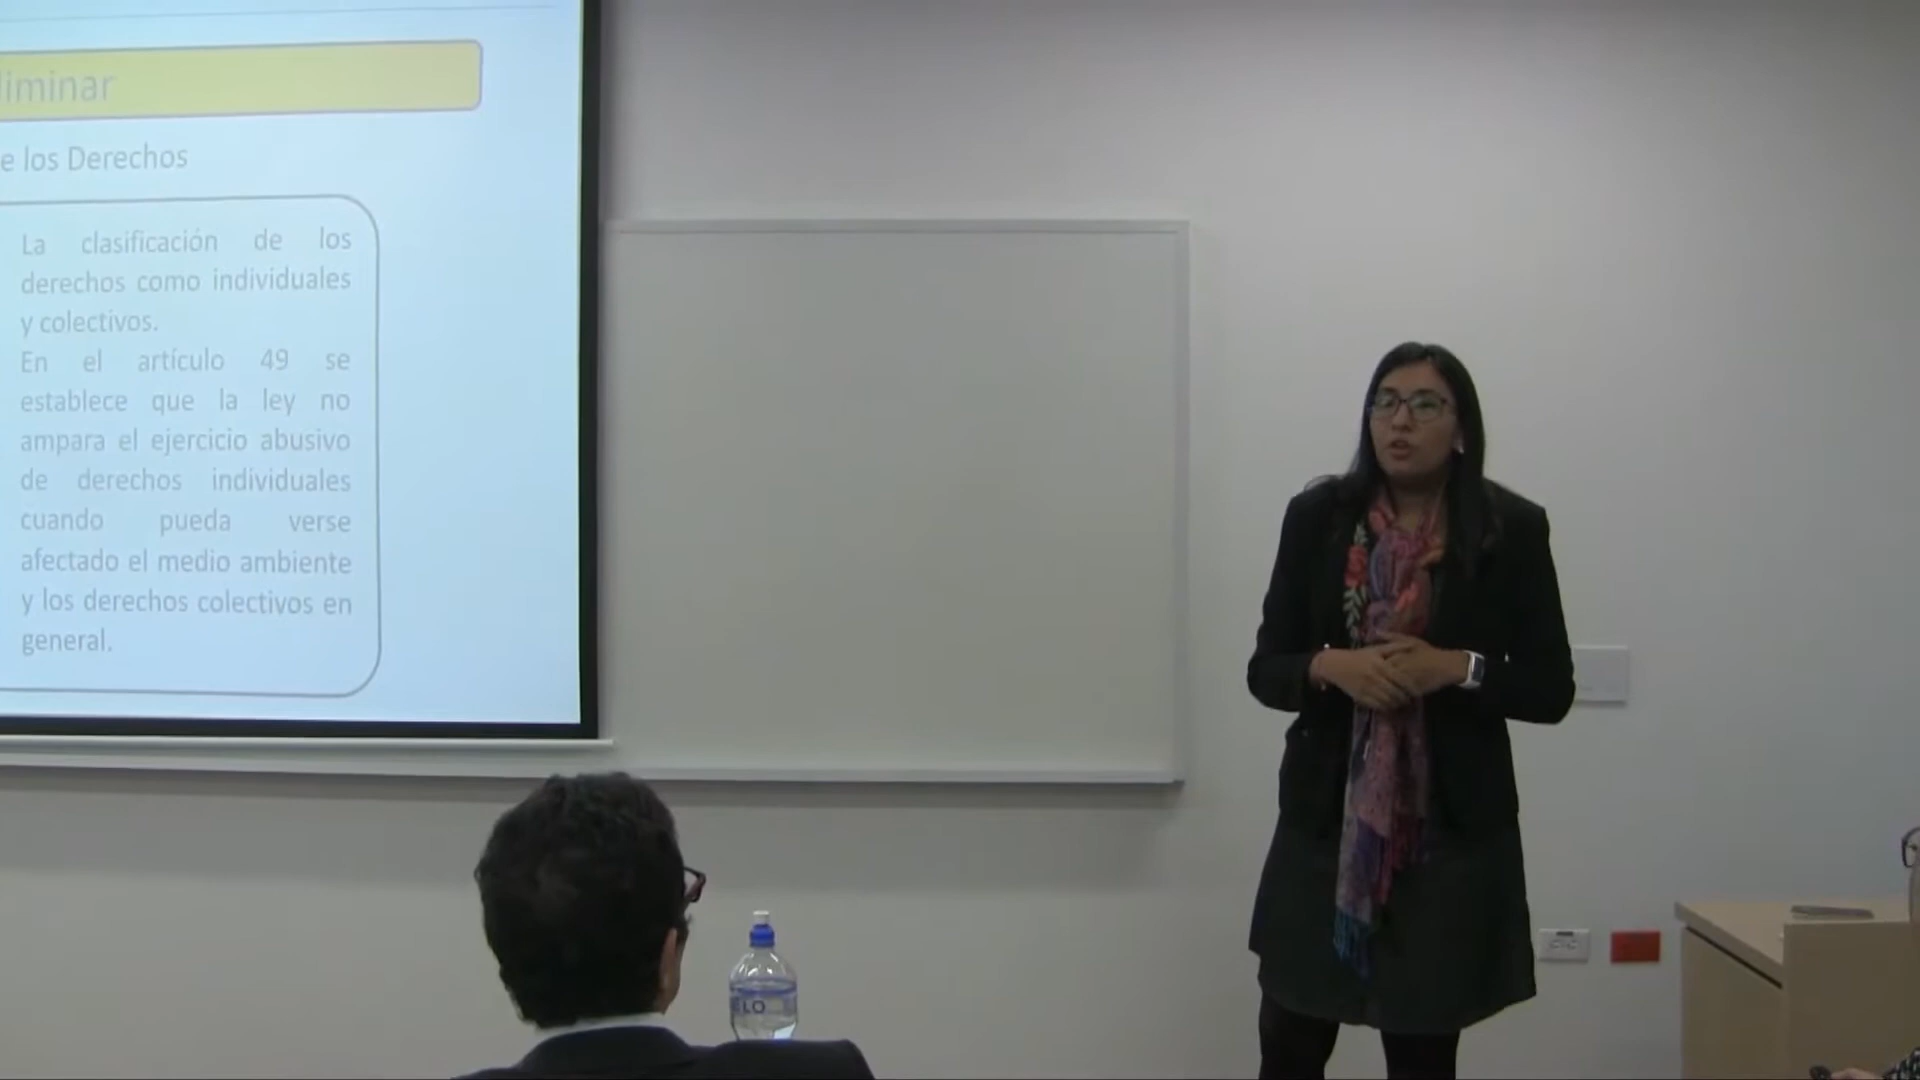 liminar
e los Derechos
La clasificación de los
derechos como individuales
y colectivos.
En el artículo 49 se
establece que la ley no
ampara el ejercicio abusivo
de derechos individuales
cuando pueda verse
afectado el medio ambiente
y los derechos colectivos en
general.
LO